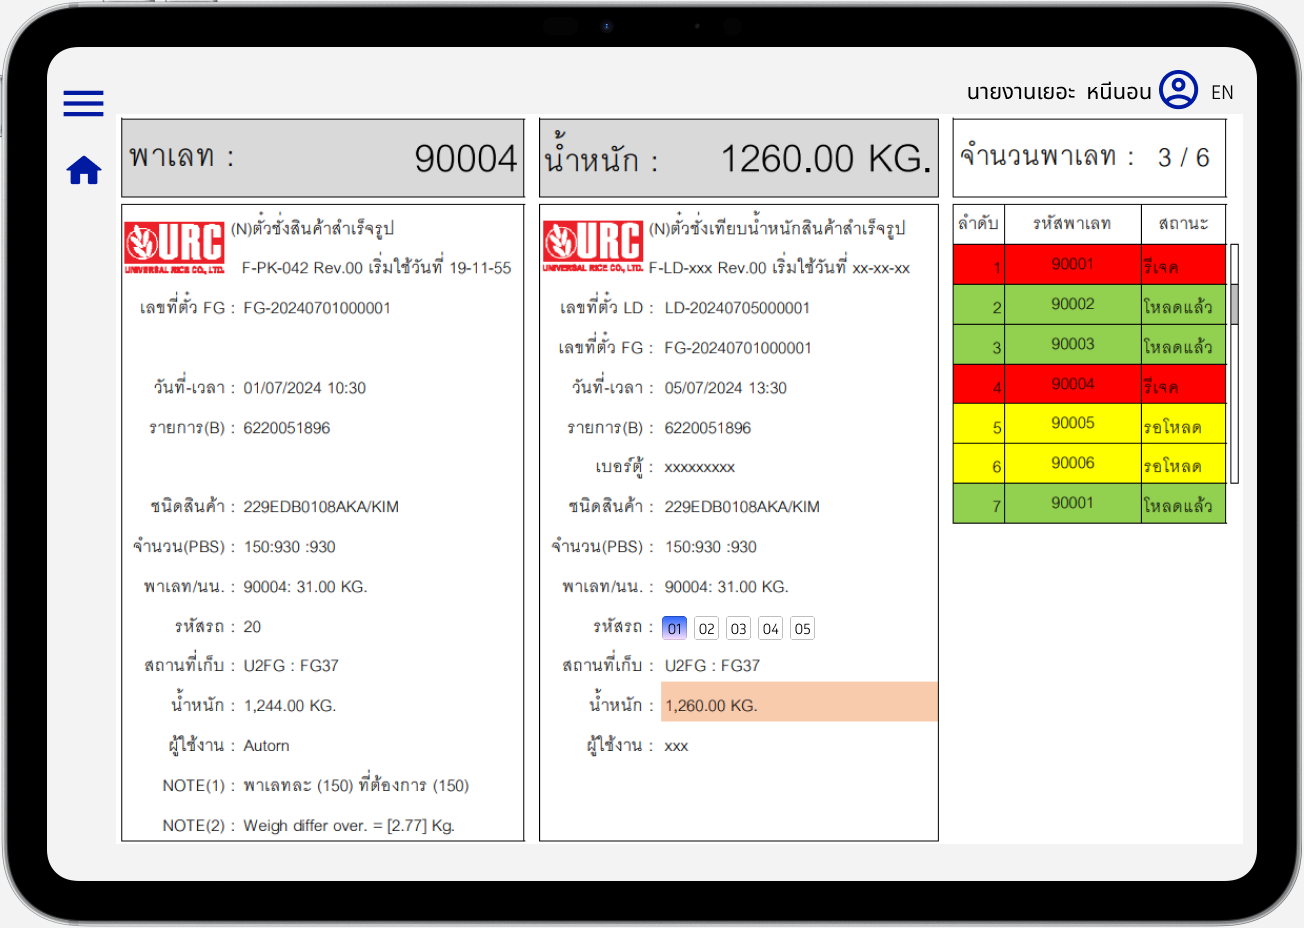 นายงานเยอะ หนีนอน EN
พาเลท : 90004
น้ำหนัก : 1260.00 KG.
จำนวนพาเลท : 3 / 6
URC
UNIVERSAL RICE CO., LTD.
(N)ตั๋วชั่งสินค้าสำเร็จรูป
F-PK-042 Rev.00 เริ่มใช้วันที่ 19-11-55
เลขที่ตั๋ว FG : FG-20240701000001
วันที่-เวลา : 01/07/2024 10:30
รายการ(B) : 6220051896
ชนิดสินค้า : 229EDB0108AKA/KIM
จำนวน(PBS) : 150:930 :930
พาเลท/นน. : 90004: 31.00 KG.
รหัสรถ : 20
สถานที่เก็บ : U2FG : FG37
น้ำหนัก : 1,244.00 KG.
ผู้ใช้งาน : Autorn
NOTE(1) : พาเลทละ (150) ที่ต้องการ (150)
NOTE(2) : Weigh differ over. = [2.77] Kg.
URC
UNIVERSAL RICE CO., LTD.
(N)ตั๋วชั่งเทียบน้ำหนักสินค้าสำเร็จรูป
F-LD-xxx Rev.00 เริ่มใช้วันที่ xx-xx-xx
เลขที่ตั๋ว LD : LD-20240705000001
เลขที่ตั๋ว FG : FG-20240701000001
วันที่-เวลา : 05/07/2024 13:30
รายการ(B) : 6220051896
เบอร์ตู้ : xxxxxxxxx
ชนิดสินค้า : 229EDB0108AKA/KIM
จำนวน(PBS) : 150:930 :930
พาเลท/นน. : 90004: 31.00 KG.
รหัสรถ : 01 02 03 04 05
สถานที่เก็บ : U2FG : FG37
น้ำหนัก : 1,260.00 KG.
ผู้ใช้งาน : xxx
ลำดับ รหัสพาเลท สถานะ
1 90001 รีเจค
2 90002 โหลดแล้ว
3 90003 โหลดแล้ว
4 90004 รีเจค
5 90005 รอโหลด
6 90006 รอโหลด
7 90001 โหลดแล้ว